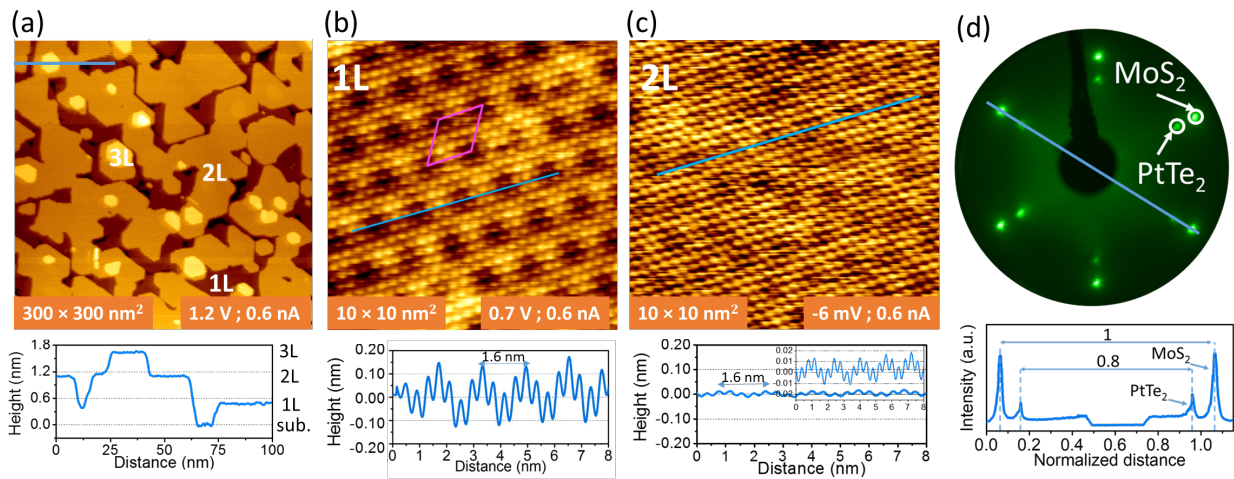 (a)
3L
2L
1L
300 × 300 nm²
1.2 V ; 0.6 nA
Height (nm)
1.8
1.2
0.6
0.0
3L
2L
1L
sub.
0
25
50
75
100
Distance (nm)
(b)
1L
10 × 10 nm²
0.7 V ; 0.6 nA
Height (nm)
0.20
0.10
0.00
-0.10
-0.20
1.6 nm
0 1 2 3 4 5 6 7 8
Distance (nm)
(c)
2L
10 × 10 nm²
-6 mV ; 0.6 nA
Height (nm)
0.20
0.10
0.00
-0.10
-0.20
1.6 nm
0.02
0.01
0.00
-0.01
-0.02
0 1 2 3 4 5 6 7 8
0 1 2 3 4 5 6 7 8
Distance (nm)
(d)
MoS₂
PtTe₂
Intensity (a.u.)
1
0.8
MoS₂
PtTe₂
0.0 0.2 0.4 0.6 0.8 1.0
Normalized distance